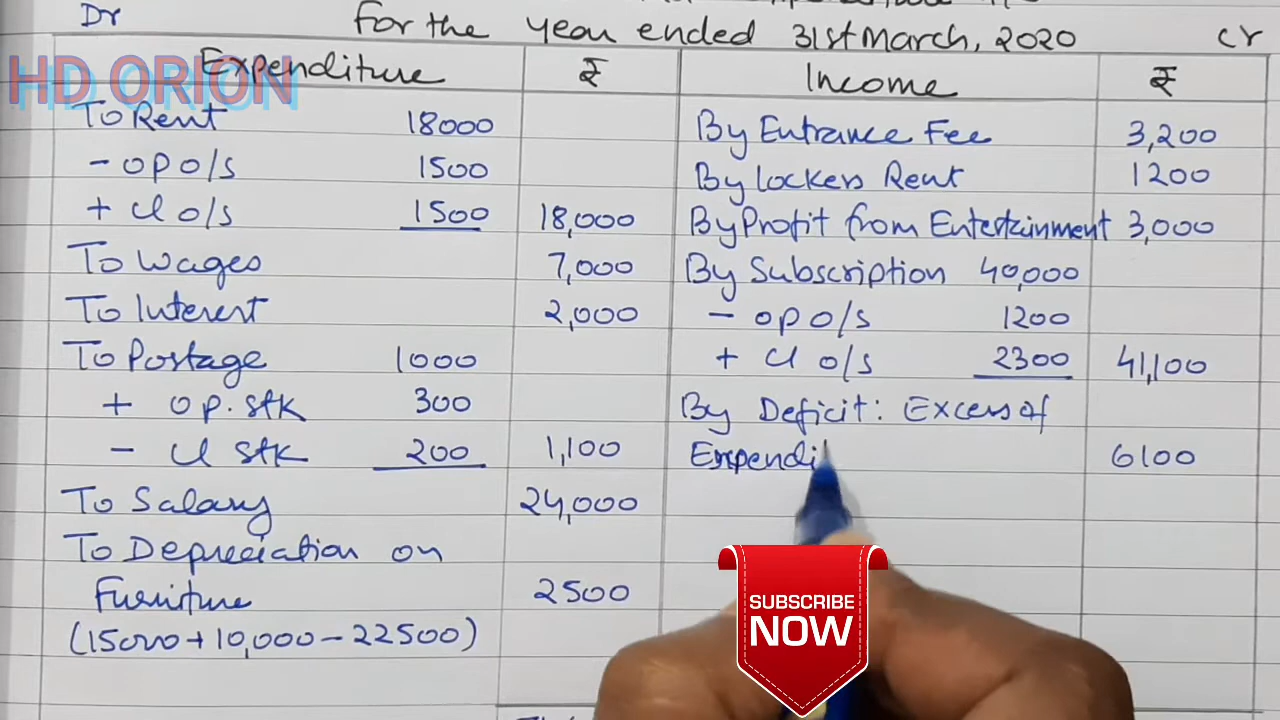 Dr
For the year ended 31st March, 2020
Cr
HD ORION
Expenditure ₹ Income ₹
To Rent 18000 By Entrance Fee 3,200
- op o/s 1500 By lockers Rent 1200
+ Cl o/s 1500 18,000 By Profit from Entertainment 3,000
To Wages 7,000 By Subscription 40,000
To Interest 2,000 - op o/s 1200
To Postage 1000 + Cl o/s 2300 41,100
+ op. stk 300 By Deficit: Excess of
- Cl stk 200 1,100 Expendi 6100
To Salary 24,000
To Depreciation on
Furniture 2500
(15000+10,000-22500)
SUBSCRIBE
NOW